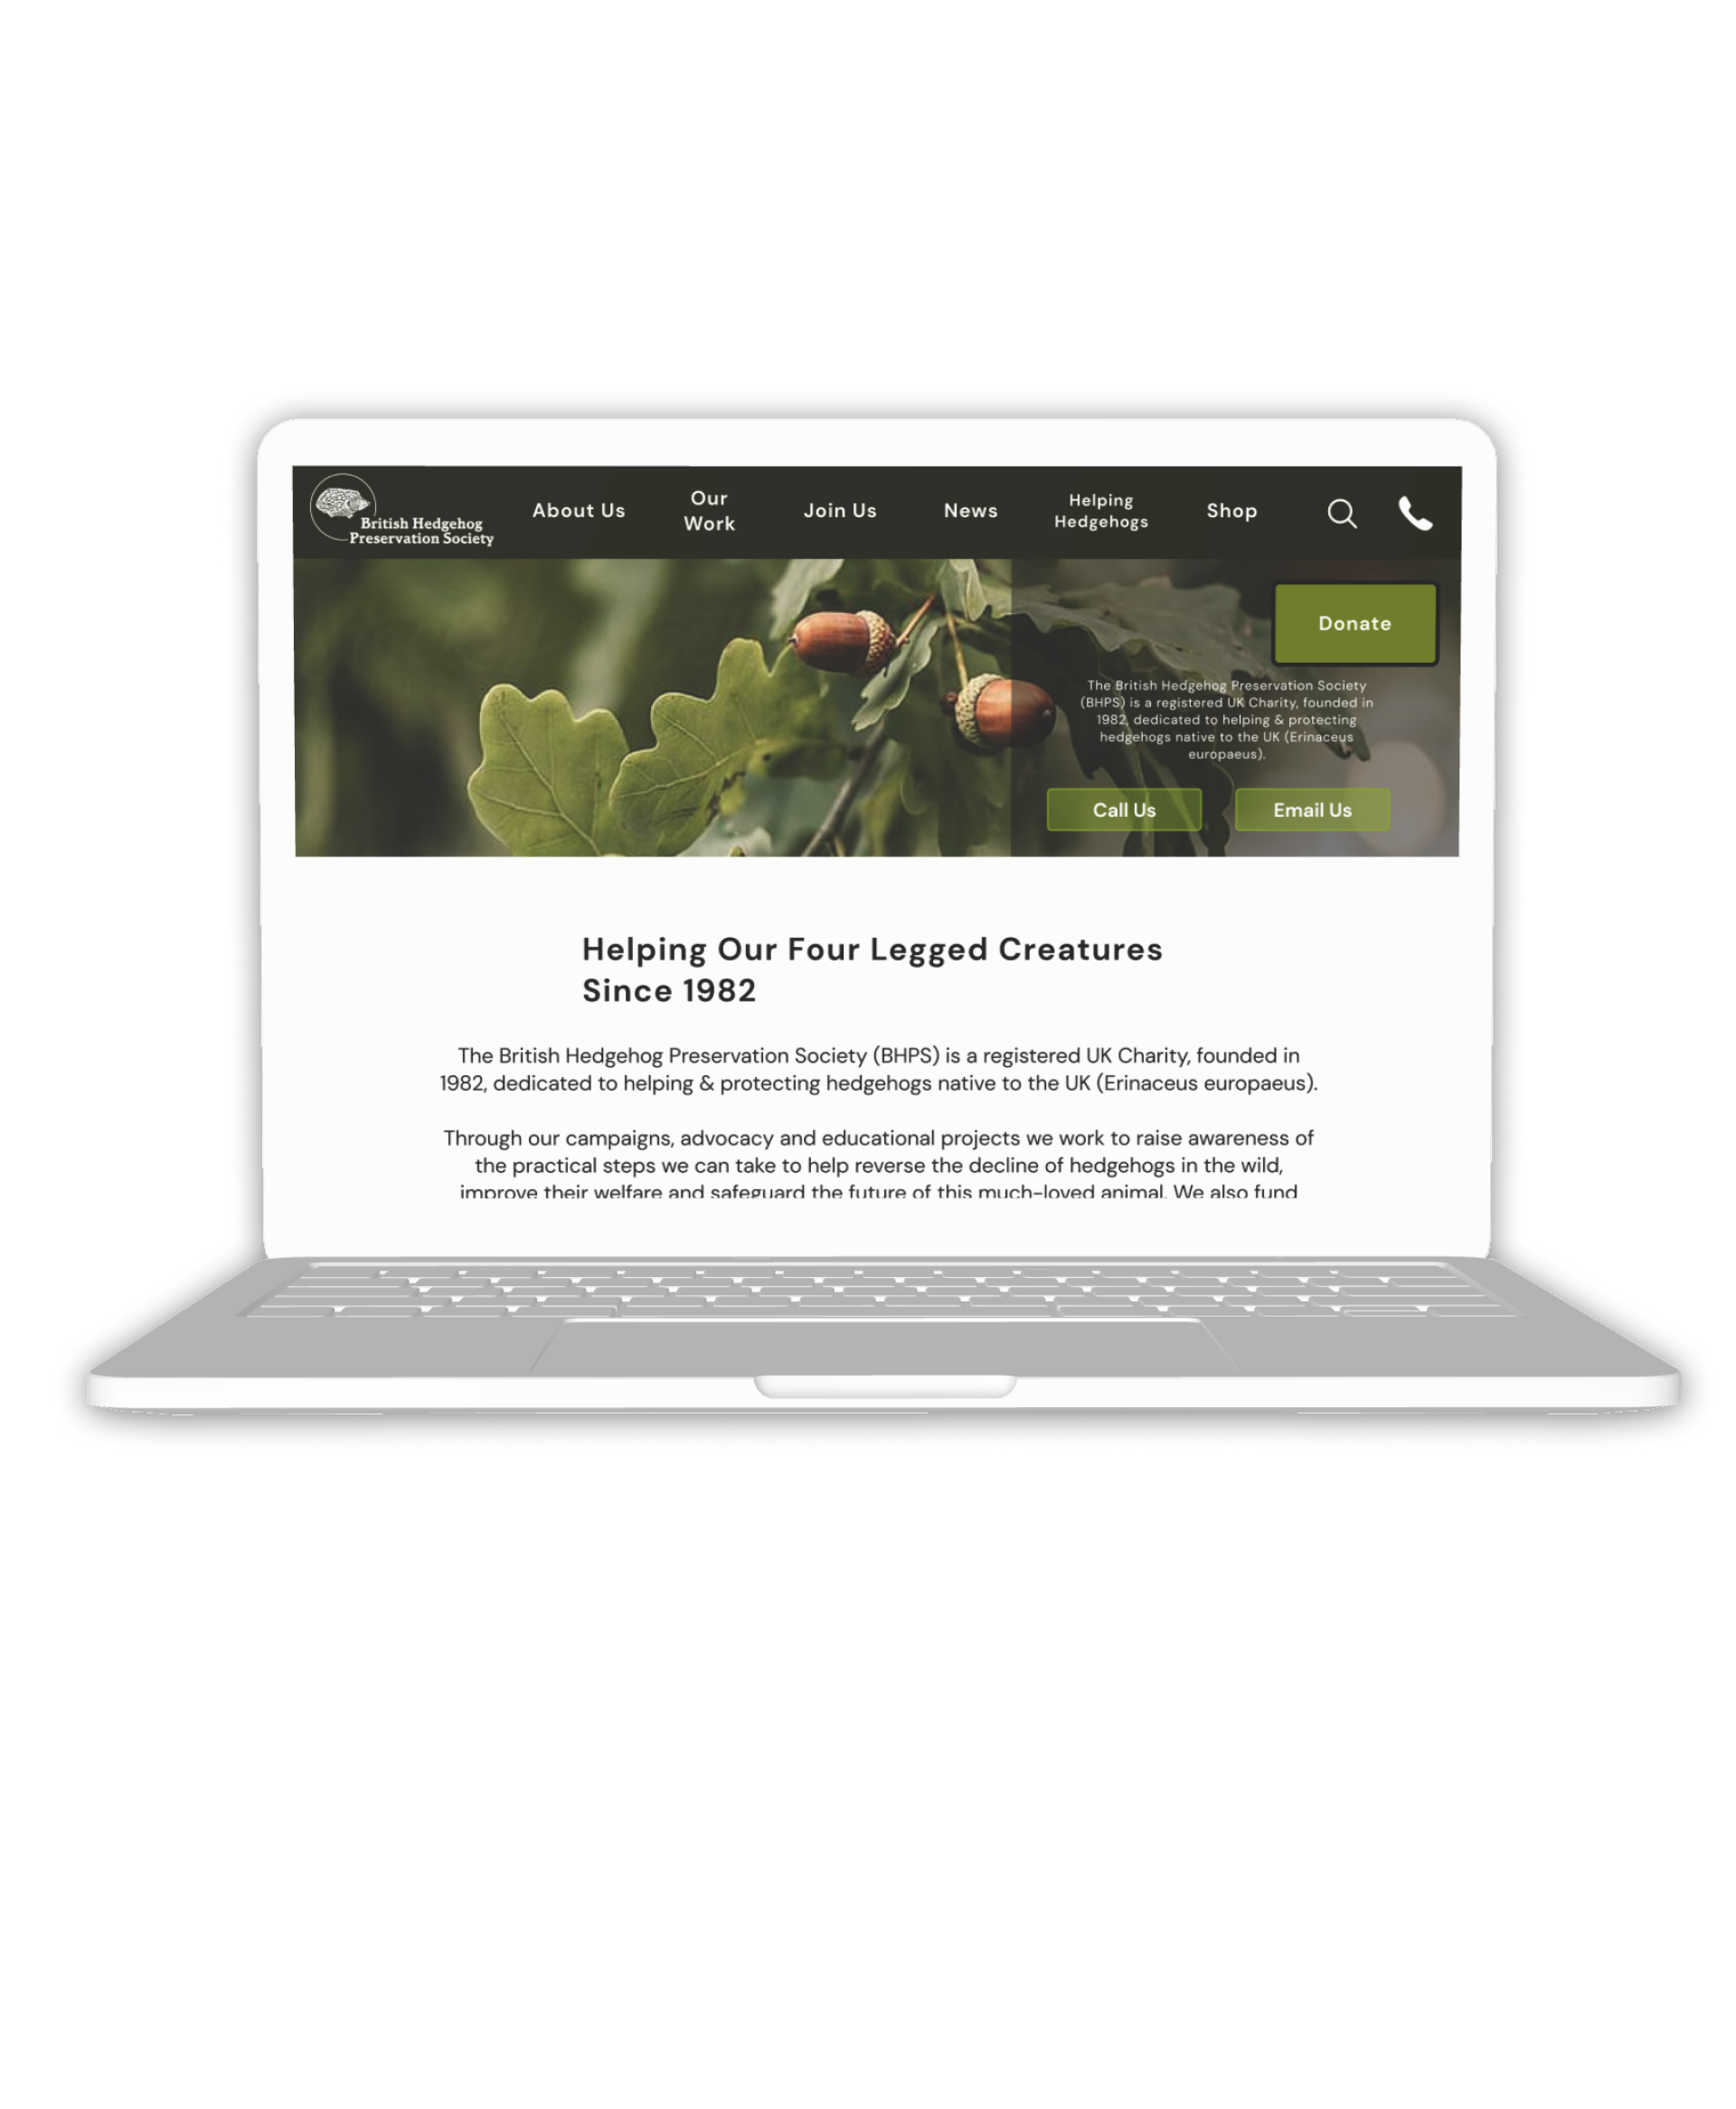 British Hedgehog
Preservation Society
About Us
Our
Work
Join Us
News
Helping
Hedgehogs
Shop
Donate
The British Hedgehog Preservation Society
(BHPS) is a registered UK Charity, founded in
1982, dedicated to helping & protecting
hedgehogs native to the UK (Erinaceus
europaeus).
Call Us
Email Us
Helping Our Four Legged Creatures
Since 1982
The British Hedgehog Preservation Society (BHPS) is a registered UK Charity, founded in
1982, dedicated to helping & protecting hedgehogs native to the UK (Erinaceus europaeus).
Through our campaigns, advocacy and educational projects we work to raise awareness of
the practical steps we can take to help reverse the decline of hedgehogs in the wild,
improve their welfare and safeguard the future of this much-loved animal. We also fund